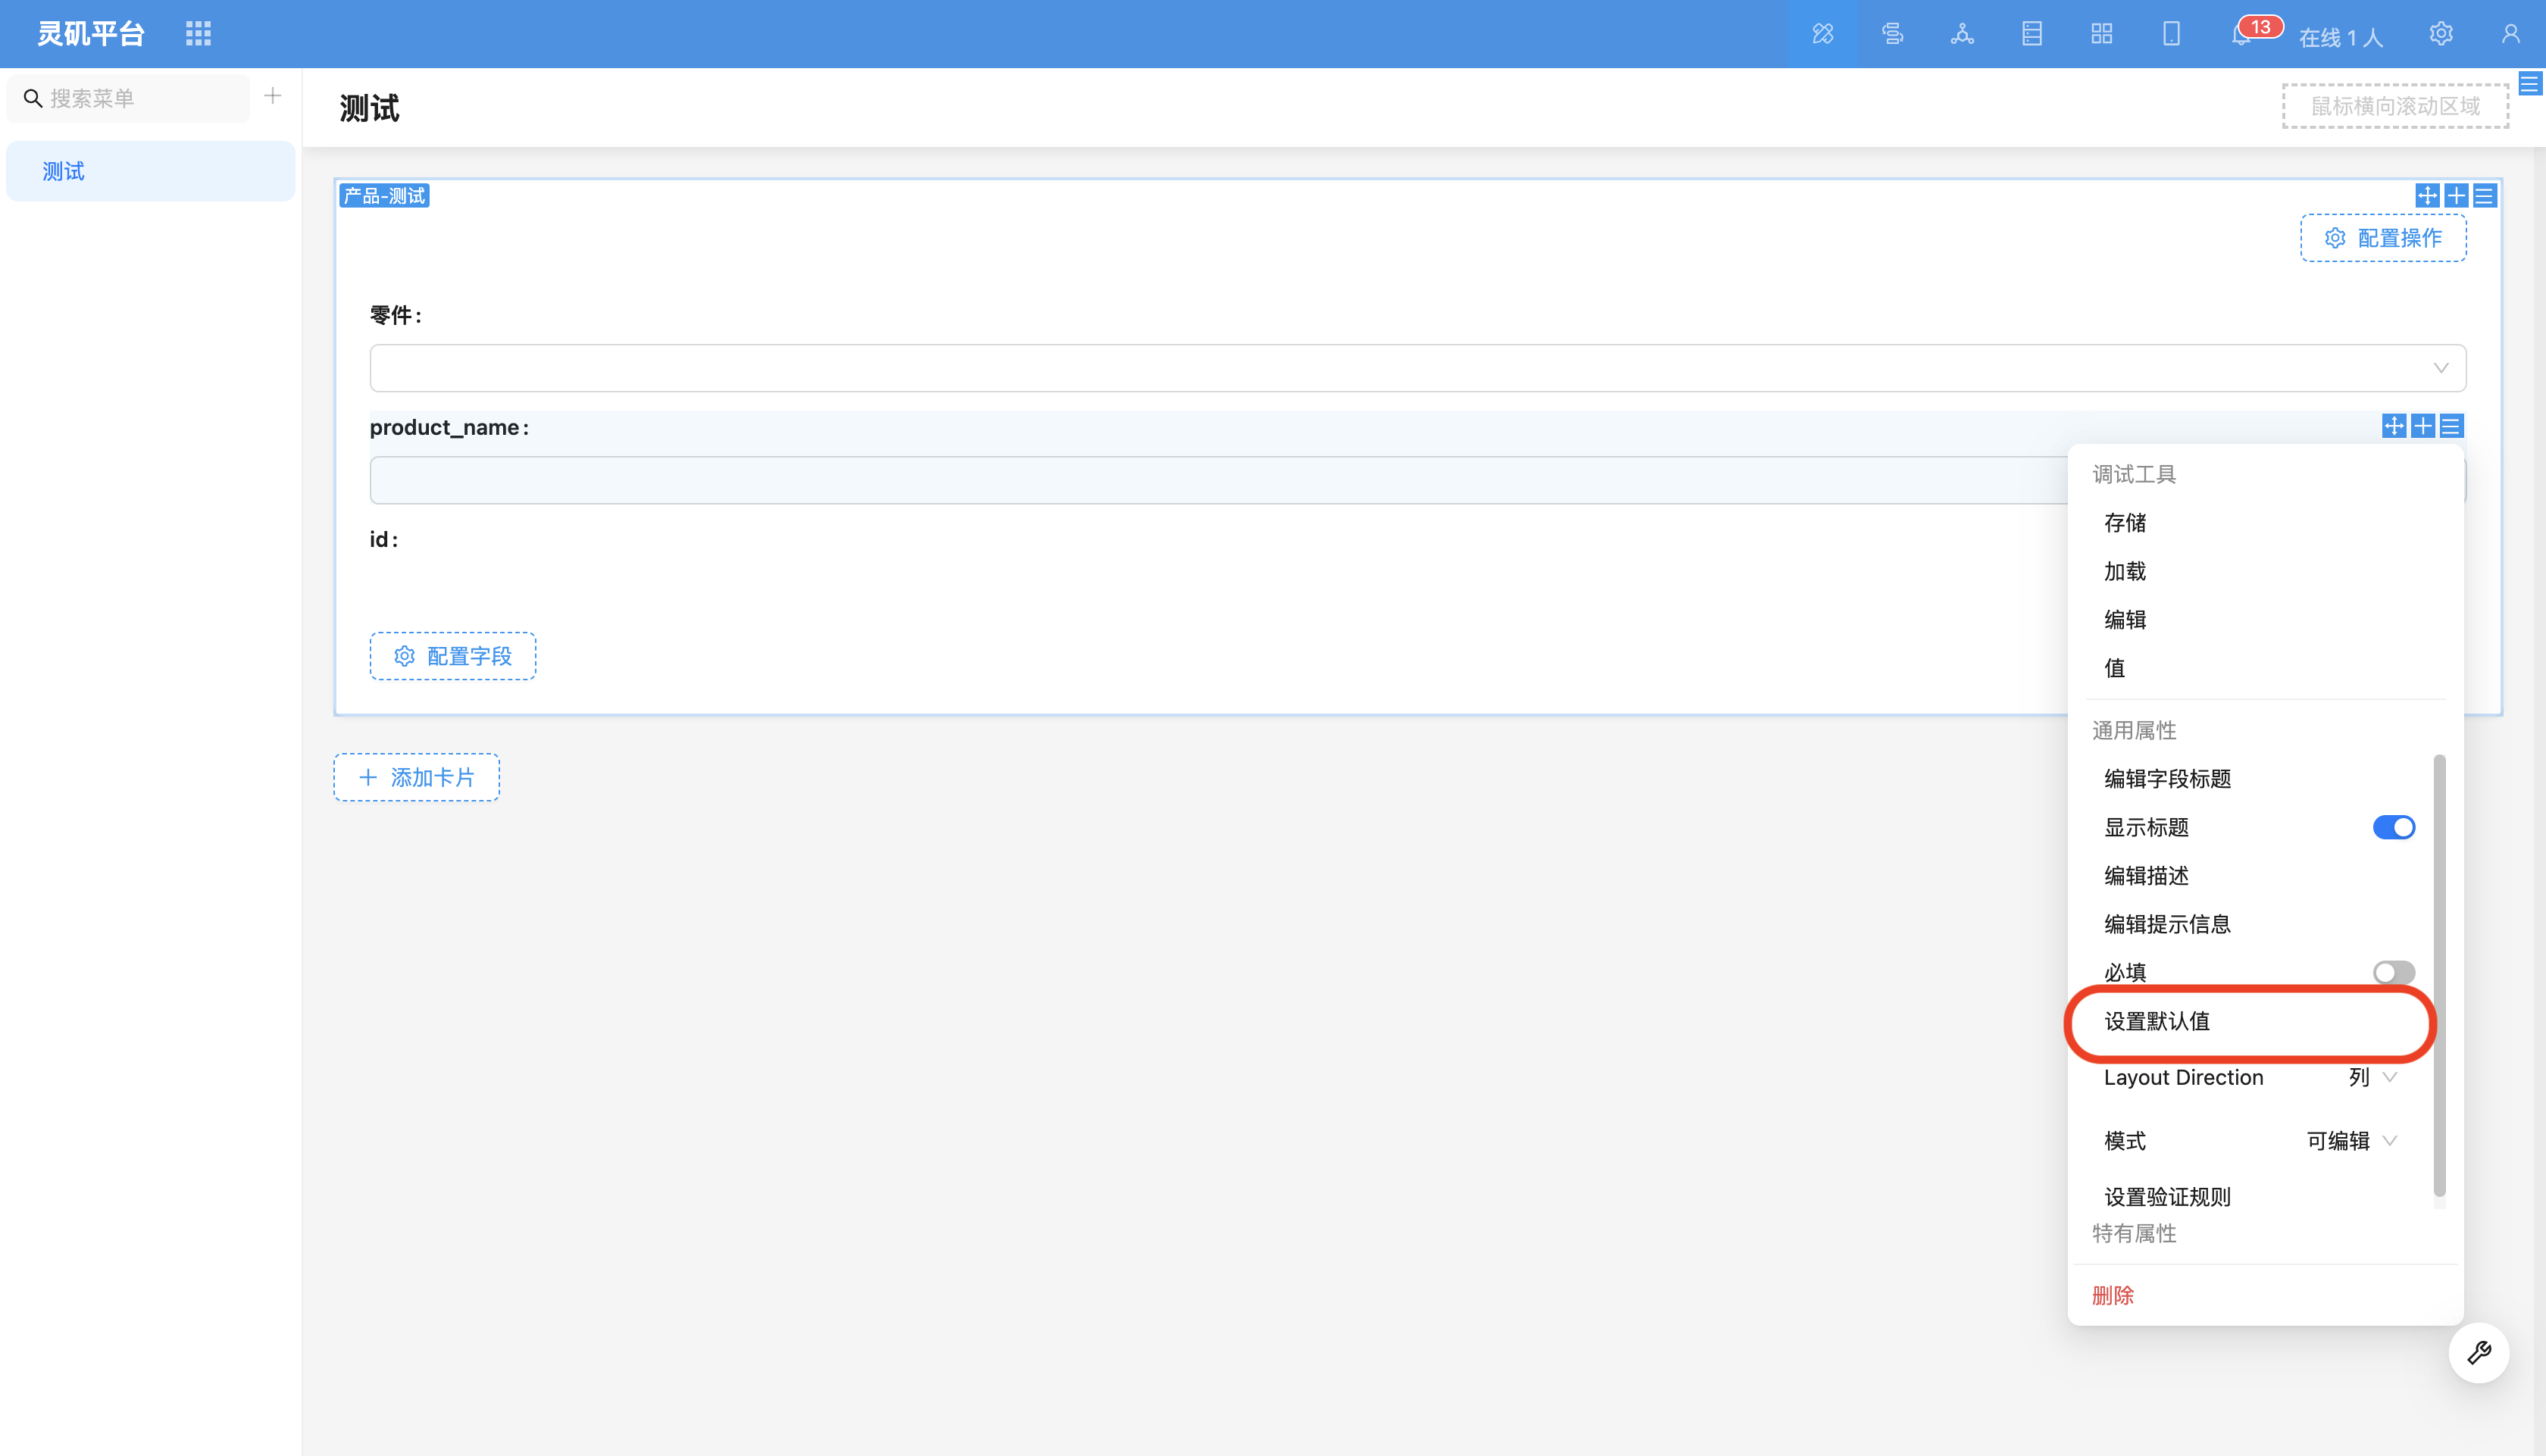 灵矶平台
13
在线 1 人
搜索菜单
测试
测试
鼠标横向滚动区域
产品-测试
配置操作
零件:
product_name:
id:
配置字段
添加卡片
调试工具
存储
加载
编辑
值
通用属性
编辑字段标题
显示标题
编辑描述
编辑提示信息
必填
设置默认值
Layout Direction 列
模式 可编辑
设置验证规则
特有属性
删除